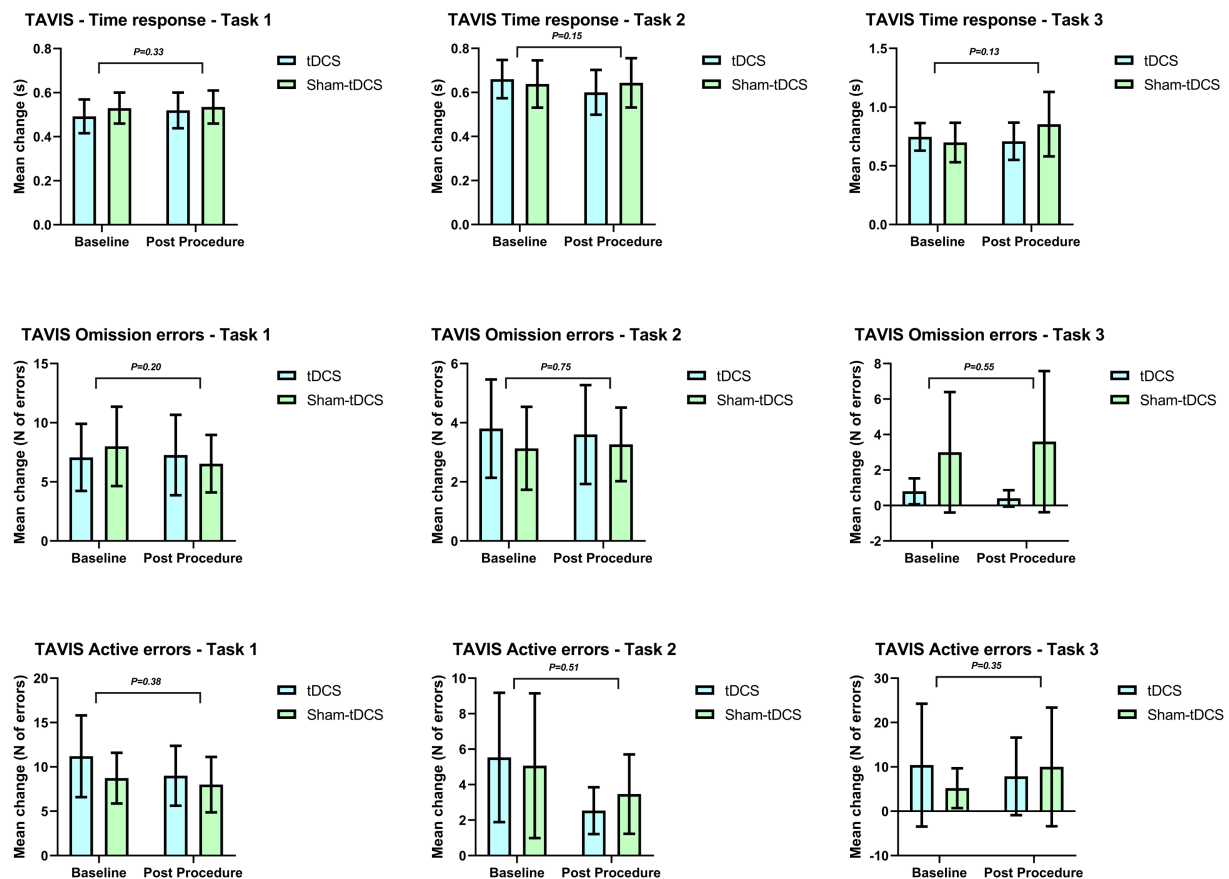 TAVIS - Time response - Task 1
P=0.33
tDCS
Sham-tDCS
Mean change (s)
0.8
0.6
0.4
0.2
0.0
Baseline Post Procedure
TAVIS Time response - Task 2
P=0.15
tDCS
Sham-tDCS
Mean change (s)
0.8
0.6
0.4
0.2
0.0
Baseline Post Procedure
TAVIS Time response - Task 3
P=0.13
tDCS
Sham-tDCS
Mean change (s)
1.5
1.0
0.5
0.0
Baseline Post Procedure
TAVIS Omission errors - Task 1
P=0.20
tDCS
Sham-tDCS
Mean change (N of errors)
15
10
5
0
Baseline Post Procedure
TAVIS Omission errors - Task 2
P=0.75
tDCS
Sham-tDCS
Mean change (N of errors)
6
4
2
0
Baseline Post Procedure
TAVIS Omission errors - Task 3
P=0.55
tDCS
Sham-tDCS
Mean change (N of errors)
8
6
4
2
0
-2
Baseline Post Procedure
TAVIS Active errors - Task 1
P=0.38
tDCS
Sham-tDCS
Mean change (N of errors)
20
15
10
5
0
Baseline Post Procedure
TAVIS Active errors - Task 2
P=0.51
tDCS
Sham-tDCS
Mean change (N of errors)
10
8
6
4
2
0
Baseline Post Procedure
TAVIS Active errors - Task 3
P=0.35
tDCS
Sham-tDCS
Mean change (N of errors)
30
20
10
0
-10
Baseline Post Procedure